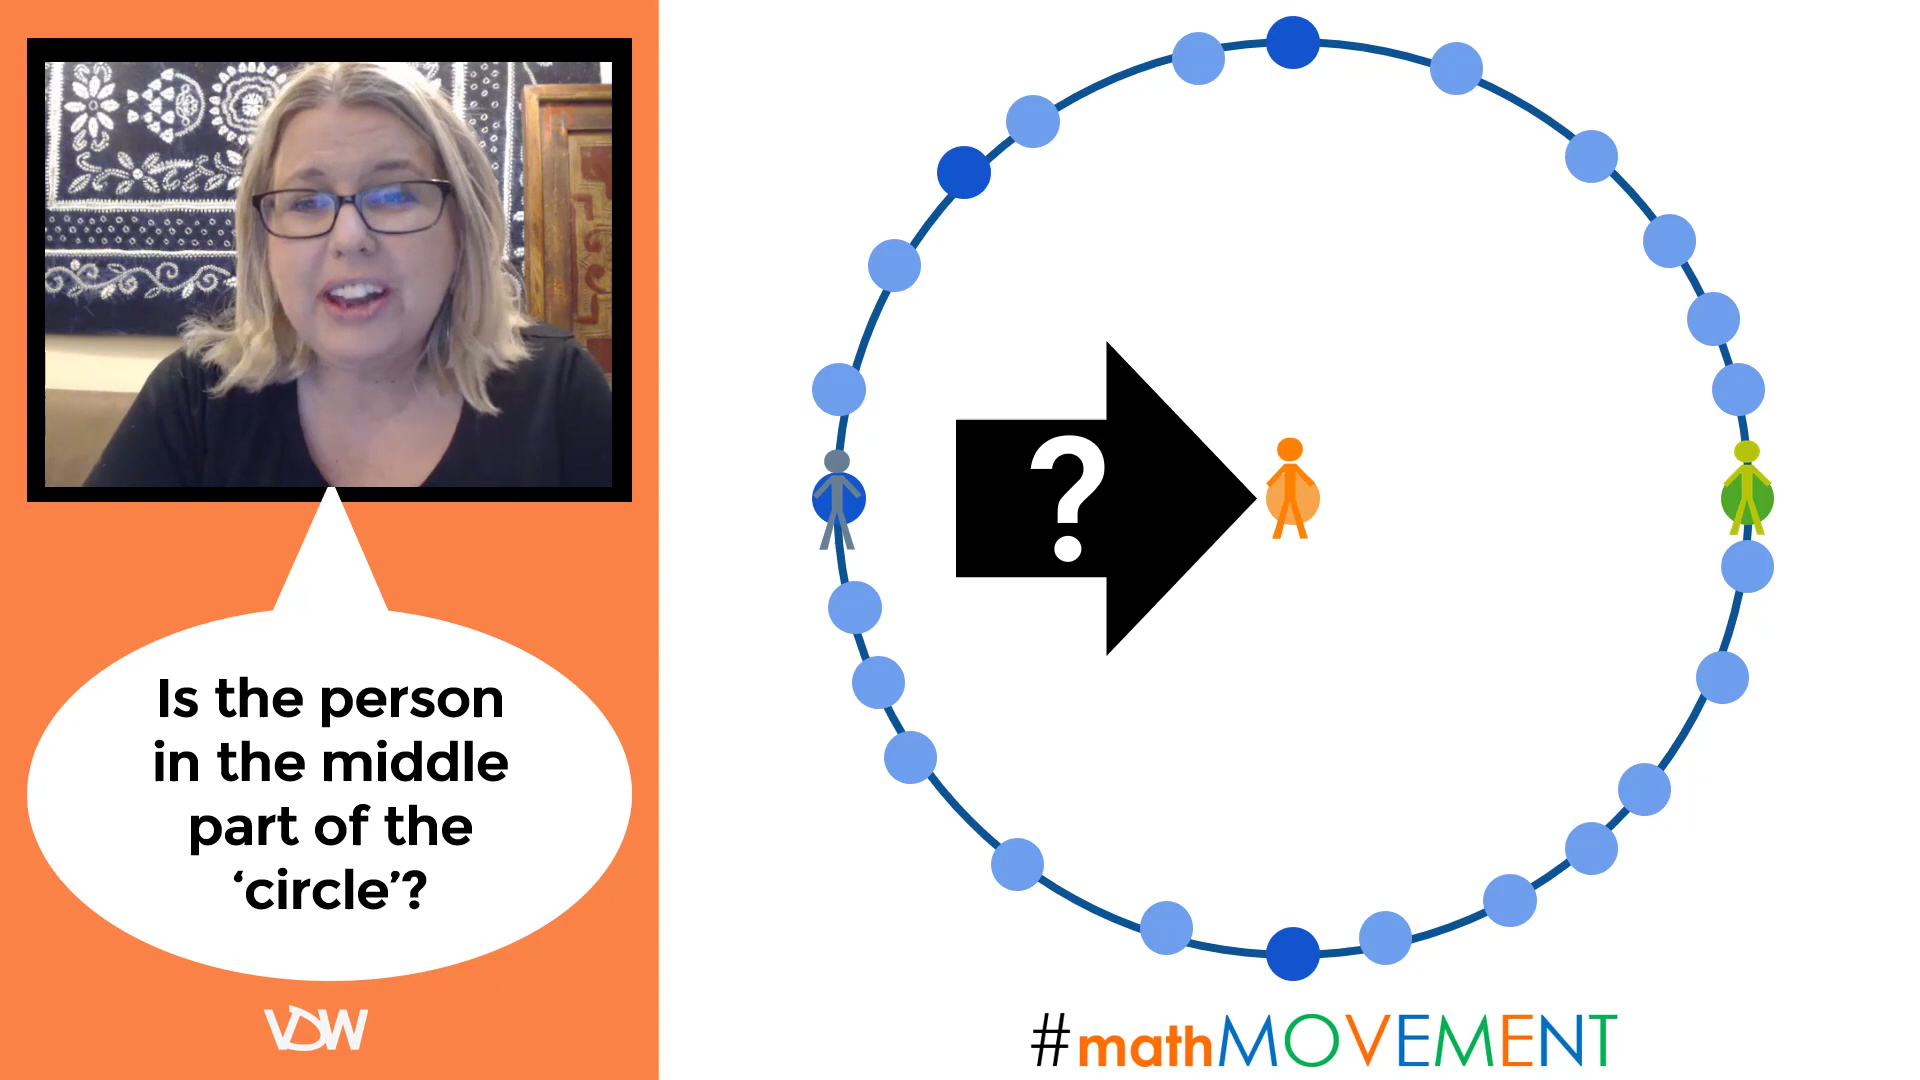 ?
Is the person
in the middle
part of the
‘circle’?
VDW
#mathMOVEMENT